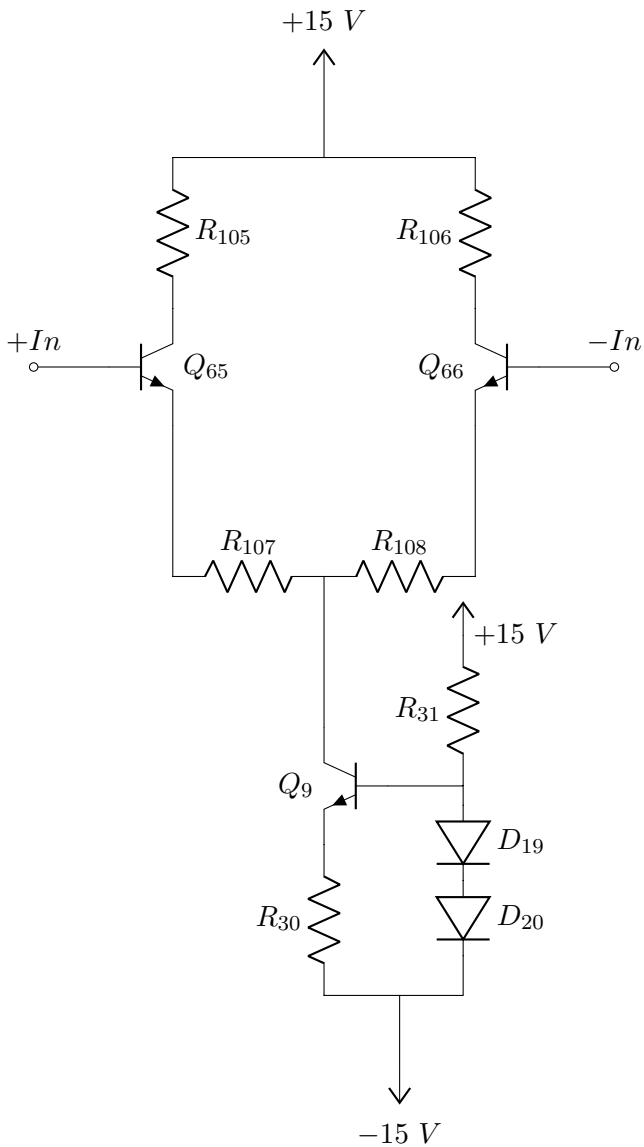 +15 V
R105
R106
+In
Q65
Q66
−In
R107
R108
+15 V
R31
Q9
D19
R30
D20
−15 V